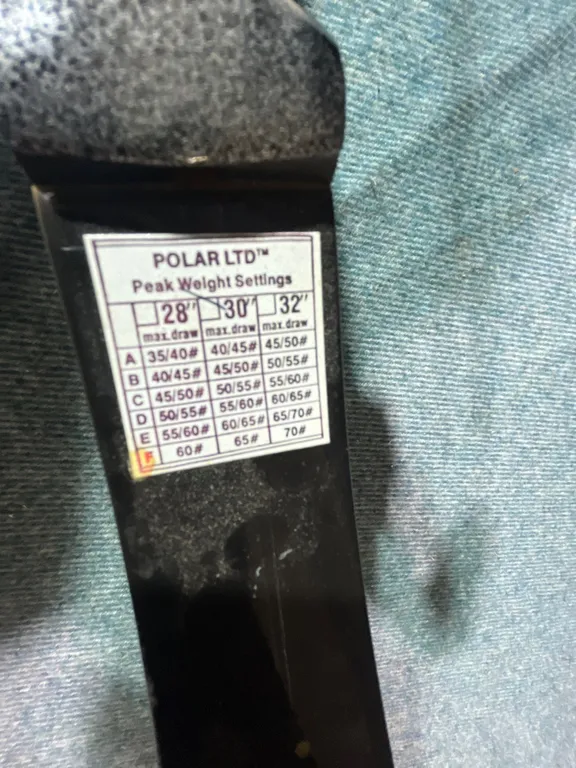 POLAR LTD™
Peak Weight Settings
28" 30" 32"
max. draw max. draw max. draw
A 35/40# 40/45# 45/50#
B 40/45# 45/50# 50/55#
C 45/50# 50/55# 55/60#
D 50/55# 55/60# 60/65#
E 55/60# 60/65# 65/70#
F 60# 65# 70#